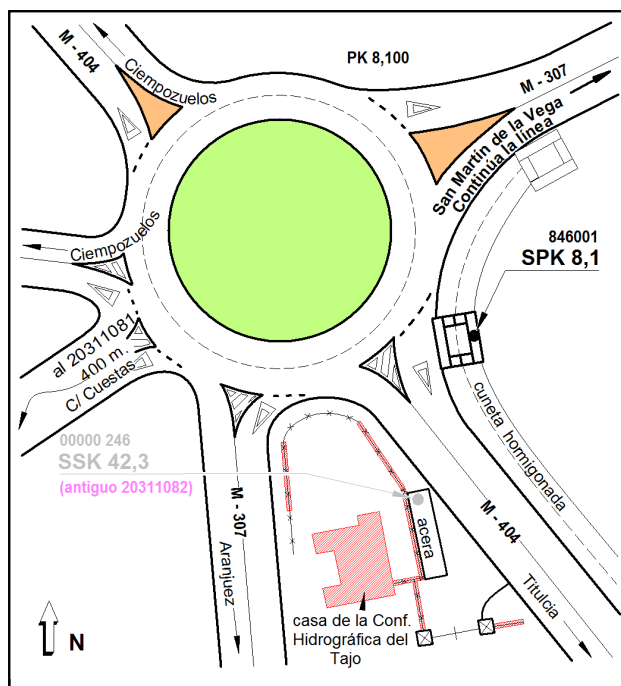 Ciempozuelos
M - 404
PK 8,100
M - 307
San Martín de la Vega
Continúa la línea
846001
SPK 8,1
Ciempozuelos
al 20311081
400 m.
C/ Cuestas
00000 246
SSK 42,3
(antiguo 20311082)
cuneta hormigonada
M - 307
Aranjuez
acera
M - 404
Titulcia
casa de la Conf.
Hidrográfica del
Tajo
N